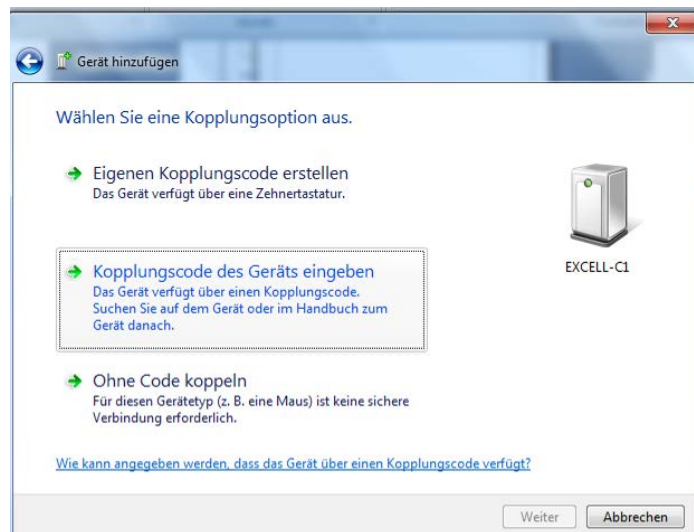 Gerät hinzufügen
Wählen Sie eine Kopplungsoption aus.
Eigenen Kopplungscode erstellen
Das Gerät verfügt über eine Zehnertastatur.
Kopplungscode des Geräts eingeben
Das Gerät verfügt über einen Kopplungscode.
Suchen Sie auf dem Gerät oder im Handbuch zum
Gerät danach.
EXCELL-C1
Ohne Code koppeln
Für diesen Gerätetyp (z. B. eine Maus) ist keine sichere
Verbindung erforderlich.
Wie kann angegeben werden, dass das Gerät über einen Kopplungscode verfügt?
Weiter
Abbrechen